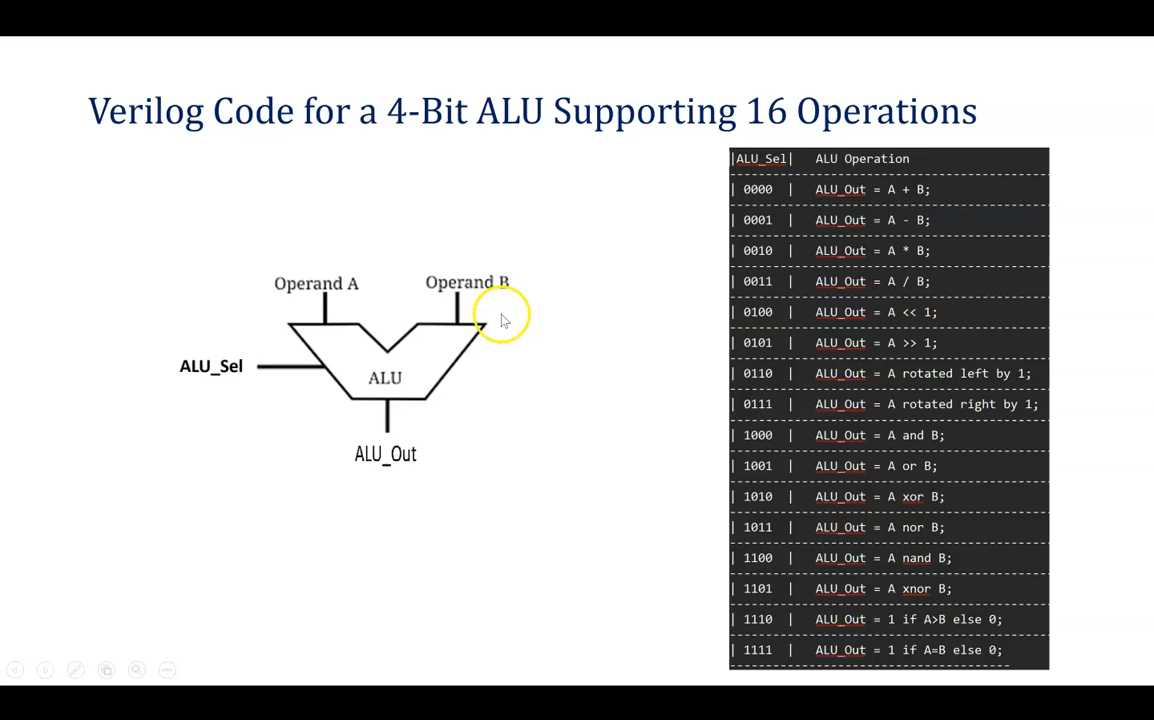 Verilog Code for a 4-Bit ALU Supporting 16 Operations
Operand A
Operand B
ALU_Sel
ALU
ALU_Out
|ALU_Sel|   ALU Operation
----------------------------------------
| 0000  |   ALU_Out = A + B;
----------------------------------------
| 0001  |   ALU_Out = A - B;
----------------------------------------
| 0010  |   ALU_Out = A * B;
----------------------------------------
| 0011  |   ALU_Out = A / B;
----------------------------------------
| 0100  |   ALU_Out = A << 1;
----------------------------------------
| 0101  |   ALU_Out = A >> 1;
----------------------------------------
| 0110  |   ALU_Out = A rotated left by 1;
----------------------------------------
| 0111  |   ALU_Out = A rotated right by 1;
----------------------------------------
| 1000  |   ALU_Out = A and B;
----------------------------------------
| 1001  |   ALU_Out = A or B;
----------------------------------------
| 1010  |   ALU_Out = A xor B;
----------------------------------------
| 1011  |   ALU_Out = A nor B;
----------------------------------------
| 1100  |   ALU_Out = A nand B;
----------------------------------------
| 1101  |   ALU_Out = A xnor B;
----------------------------------------
| 1110  |   ALU_Out = 1 if A>B else 0;
----------------------------------------
| 1111  |   ALU_Out = 1 if A=B else 0;
----------------------------------------